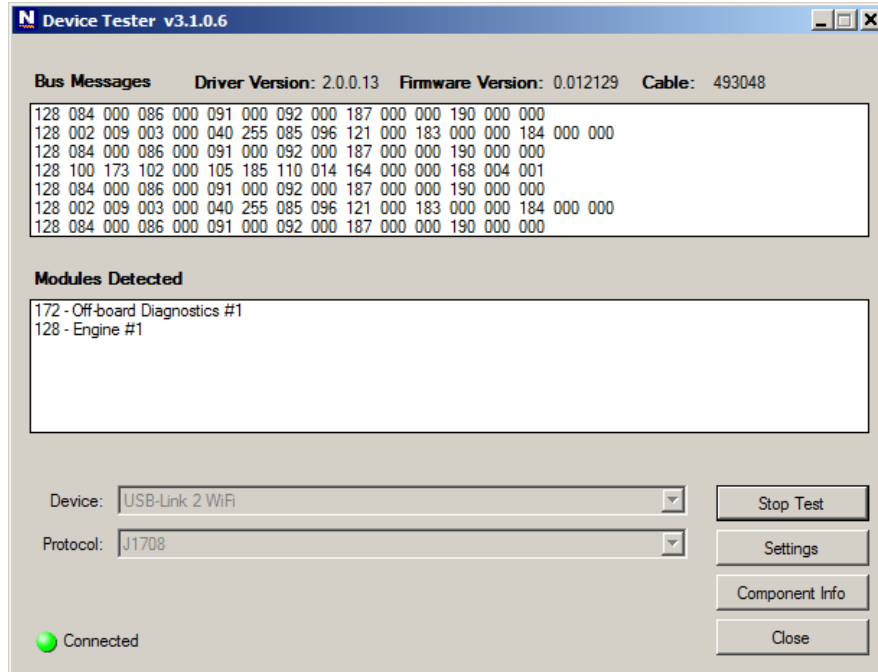 N Device Tester v3.1.0.6
Bus Messages Driver Version: 2.0.0.13 Firmware Version: 0.012129 Cable: 493048
128 084 000 086 000 091 000 092 000 187 000 000 190 000 000
128 002 009 003 000 040 255 085 096 121 000 183 000 000 184 000 000
128 084 000 086 000 091 000 092 000 187 000 000 190 000 000
128 100 173 102 000 105 185 110 014 164 000 000 168 004 001
128 084 000 086 000 091 000 092 000 187 000 000 190 000 000
128 002 009 003 000 040 255 085 096 121 000 183 000 000 184 000 000
128 084 000 086 000 091 000 092 000 187 000 000 190 000 000
Modules Detected
172 - Off-board Diagnostics #1
128 - Engine #1
Device: USB-Link 2 WiFi
Stop Test
Protocol: J1708
Settings
Component Info
Connected
Close